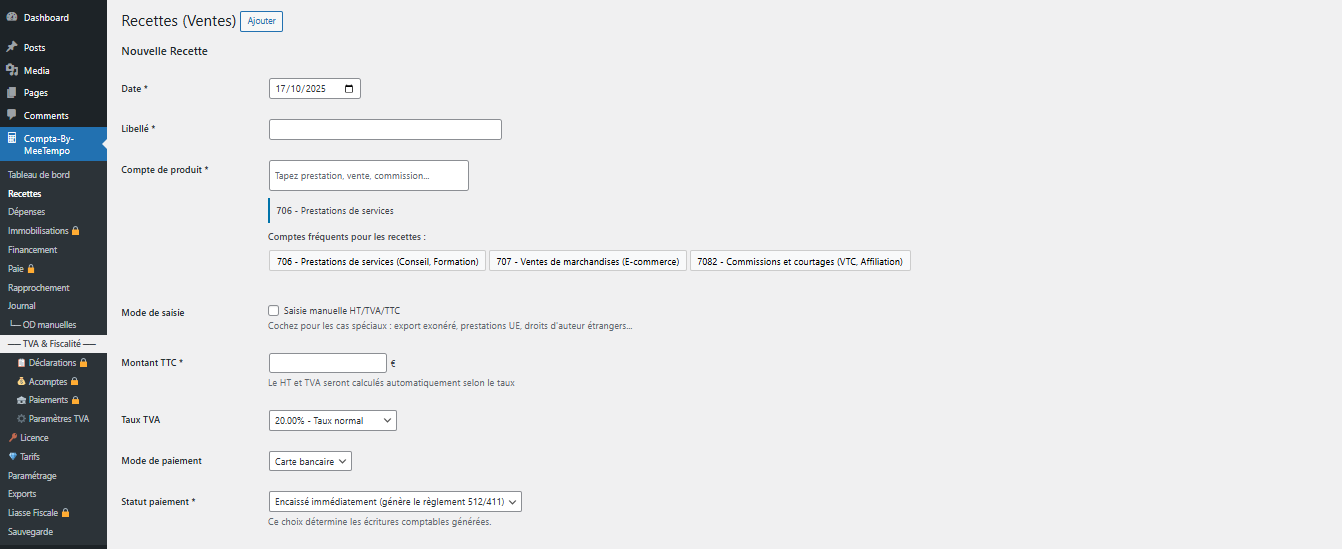 Dashboard
Posts
Media
Pages
Comments
Compta-By-
MeeTempo
Tableau de bord
Recettes
Dépenses
Immobilisations
Financement
Paie
Rapprochement
Journal
└─ OD manuelles
── TVA & Fiscalité ──
Déclarations
Acomptes
Paiements
Paramètres TVA
Licence
Tarifs
Paramétrage
Exports
Liasse Fiscale
Sauvegarde
Recettes (Ventes) Ajouter
Nouvelle Recette
Date * 17/10/2025
Libellé *
Compte de produit * Tapez prestation, vente, commission...
706 - Prestations de services
Comptes fréquents pour les recettes :
706 - Prestations de services (Conseil, Formation) 707 - Ventes de marchandises (E-commerce) 7082 - Commissions et courtages (VTC, Affiliation)
Mode de saisie Saisie manuelle HT/TVA/TTC
Cochez pour les cas spéciaux : export exonéré, prestations UE, droits d'auteur étrangers...
Montant TTC * €
Le HT et TVA seront calculés automatiquement selon le taux
Taux TVA 20.00% - Taux normal
Mode de paiement Carte bancaire
Statut paiement * Encaissé immédiatement (génère le règlement 512/411)
Ce choix détermine les écritures comptables générées.